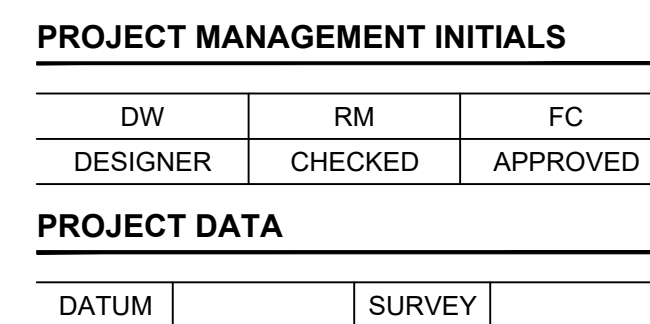 PROJECT MANAGEMENT INITIALS
DW RM FC
DESIGNER CHECKED APPROVED
PROJECT DATA
DATUM SURVEY